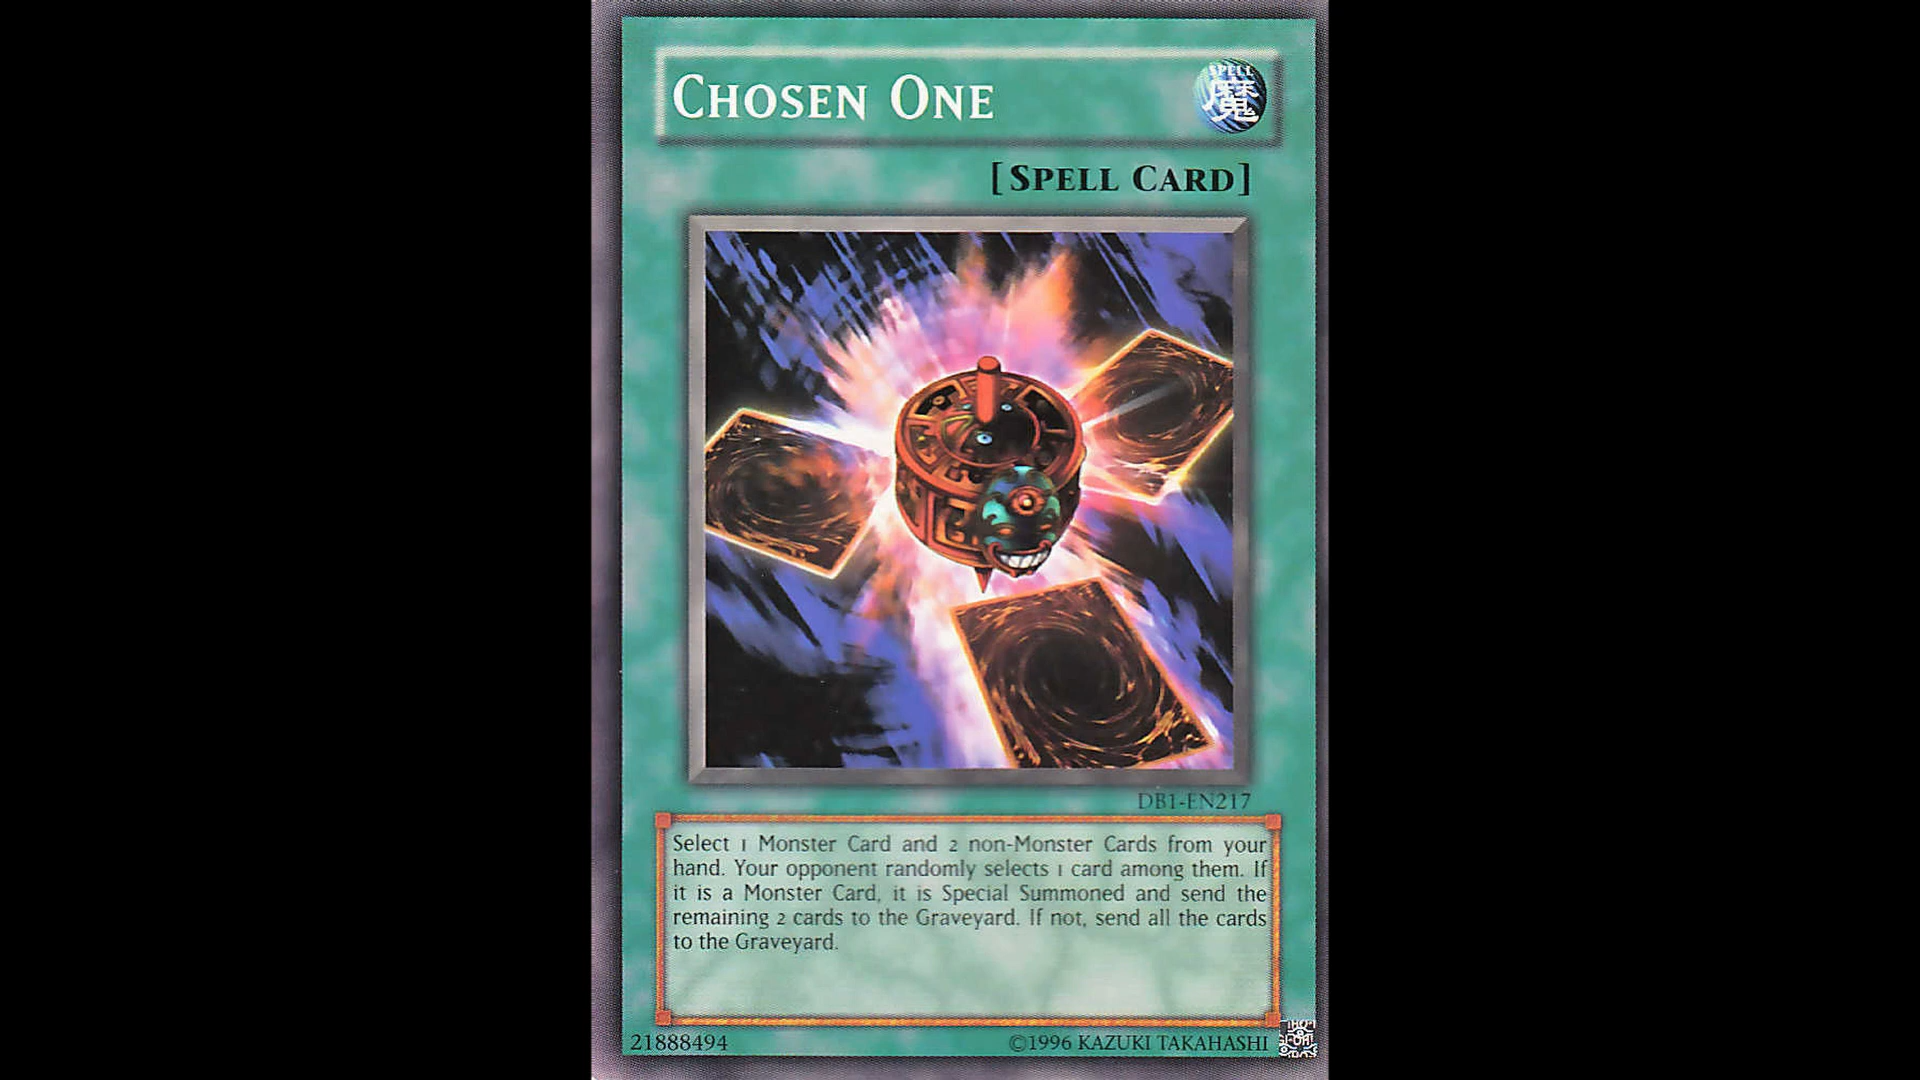 CHOSEN ONE
SPELL
魔
[SPELL CARD]
DB1-EN217
Select 1 Monster Card and 2 non-Monster Cards from your
hand. Your opponent randomly selects 1 card among them. If
it is a Monster Card, it is Special Summoned and send the
remaining 2 cards to the Graveyard. If not, send all the cards
to the Graveyard.
21888494
©1996 KAZUKI TAKAHASHI